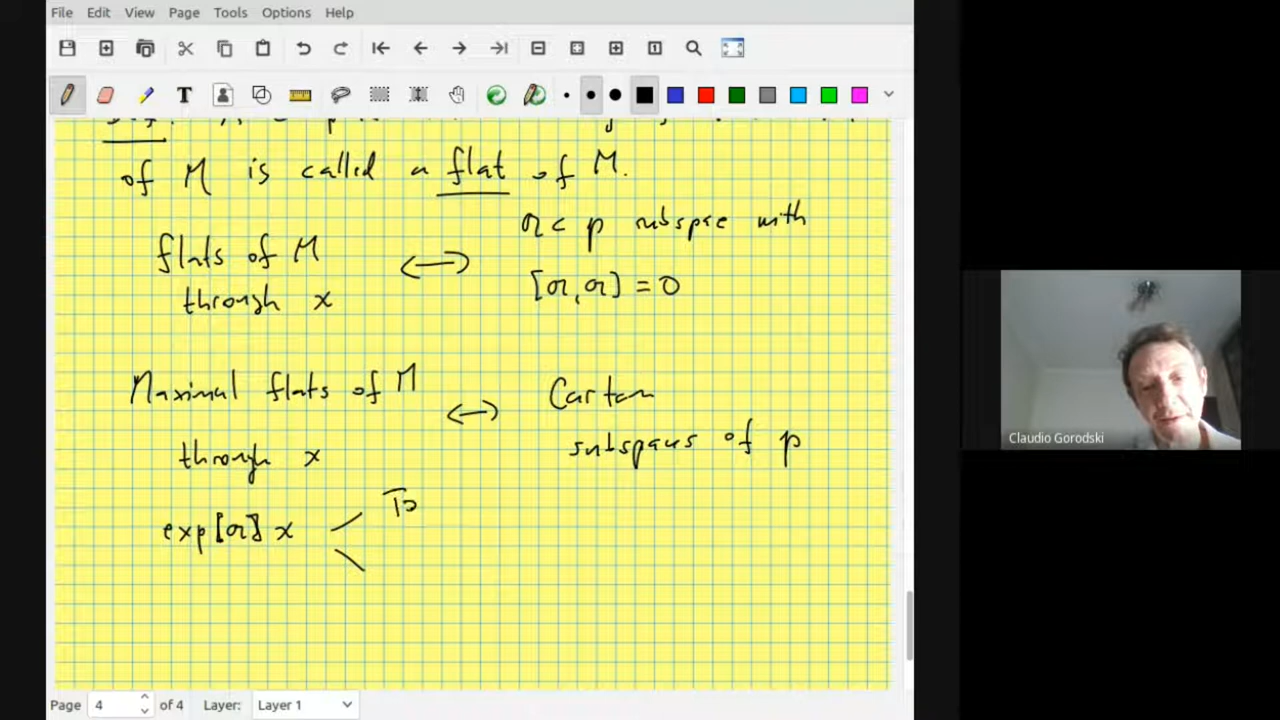 File Edit View Page Tools Options Help
of M is called a flat of M.
flats of M
through x
⟷
𝔞 ⊂ p subspace with
[𝔞, 𝔞] = 0
Maximal flats of M
through x
⟷
Cartan
subspaces of p
exp[𝔞] x
To
Claudio Gorodski
Page 4 of 4 Layer: Layer 1